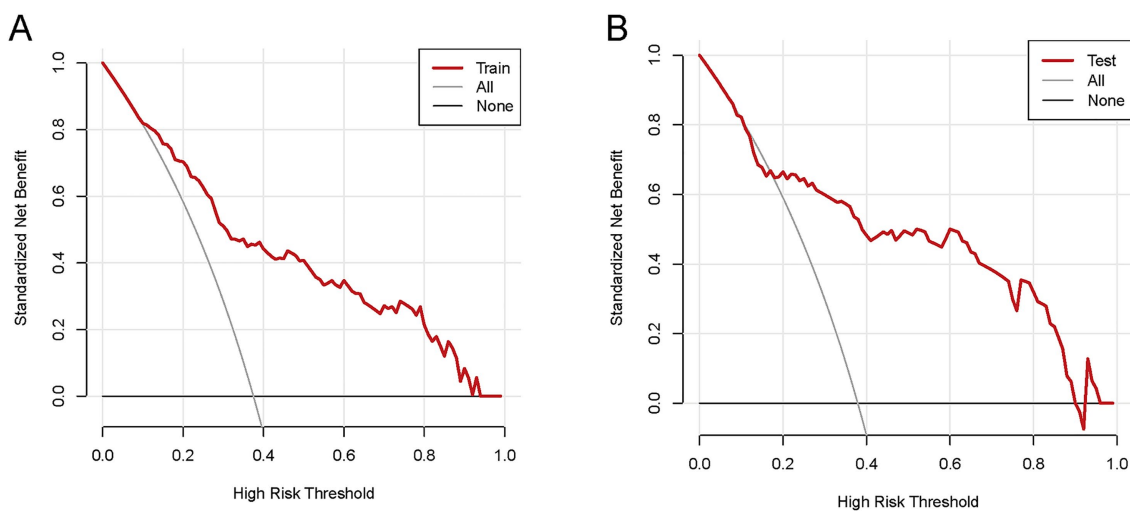 A
Train
All
None
Standardized Net Benefit
1.0
0.8
0.6
0.4
0.2
0.0
0.0 0.2 0.4 0.6 0.8 1.0
High Risk Threshold
B
Test
All
None
Standardized Net Benefit
1.0
0.8
0.6
0.4
0.2
0.0
0.0 0.2 0.4 0.6 0.8 1.0
High Risk Threshold